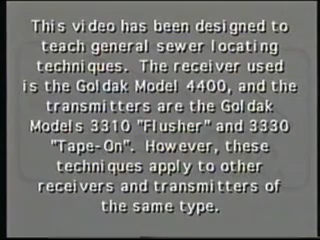 This video has been designed to
teach general sewer locating
techniques. The receiver used
is the Goldak Model 4400, and the
transmitters are the Goldak
Models 3310 "Flusher" and 3330
"Tape-On". However, these
techniques apply to other
receivers and transmitters of
the same type.